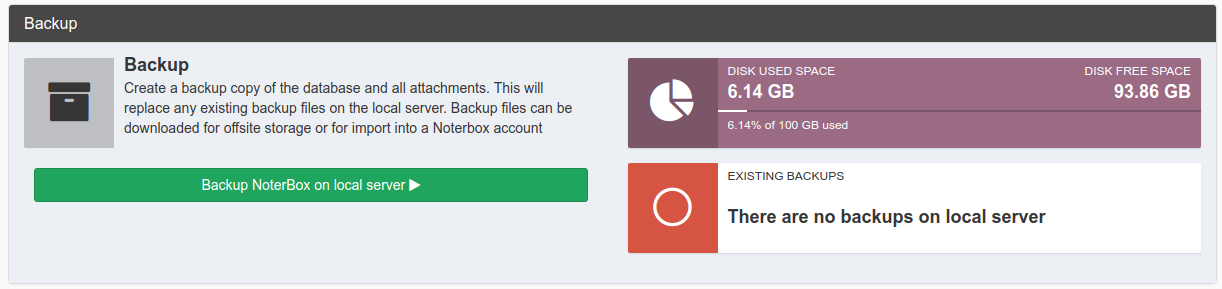 Backup
Backup
Create a backup copy of the database and all attachments. This will
replace any existing backup files on the local server. Backup files can be
downloaded for offsite storage or for import into a Noterbox account
Backup NoterBox on local server
DISK USED SPACE
DISK FREE SPACE
6.14 GB
93.86 GB
6.14% of 100 GB used
EXISTING BACKUPS
There are no backups on local server